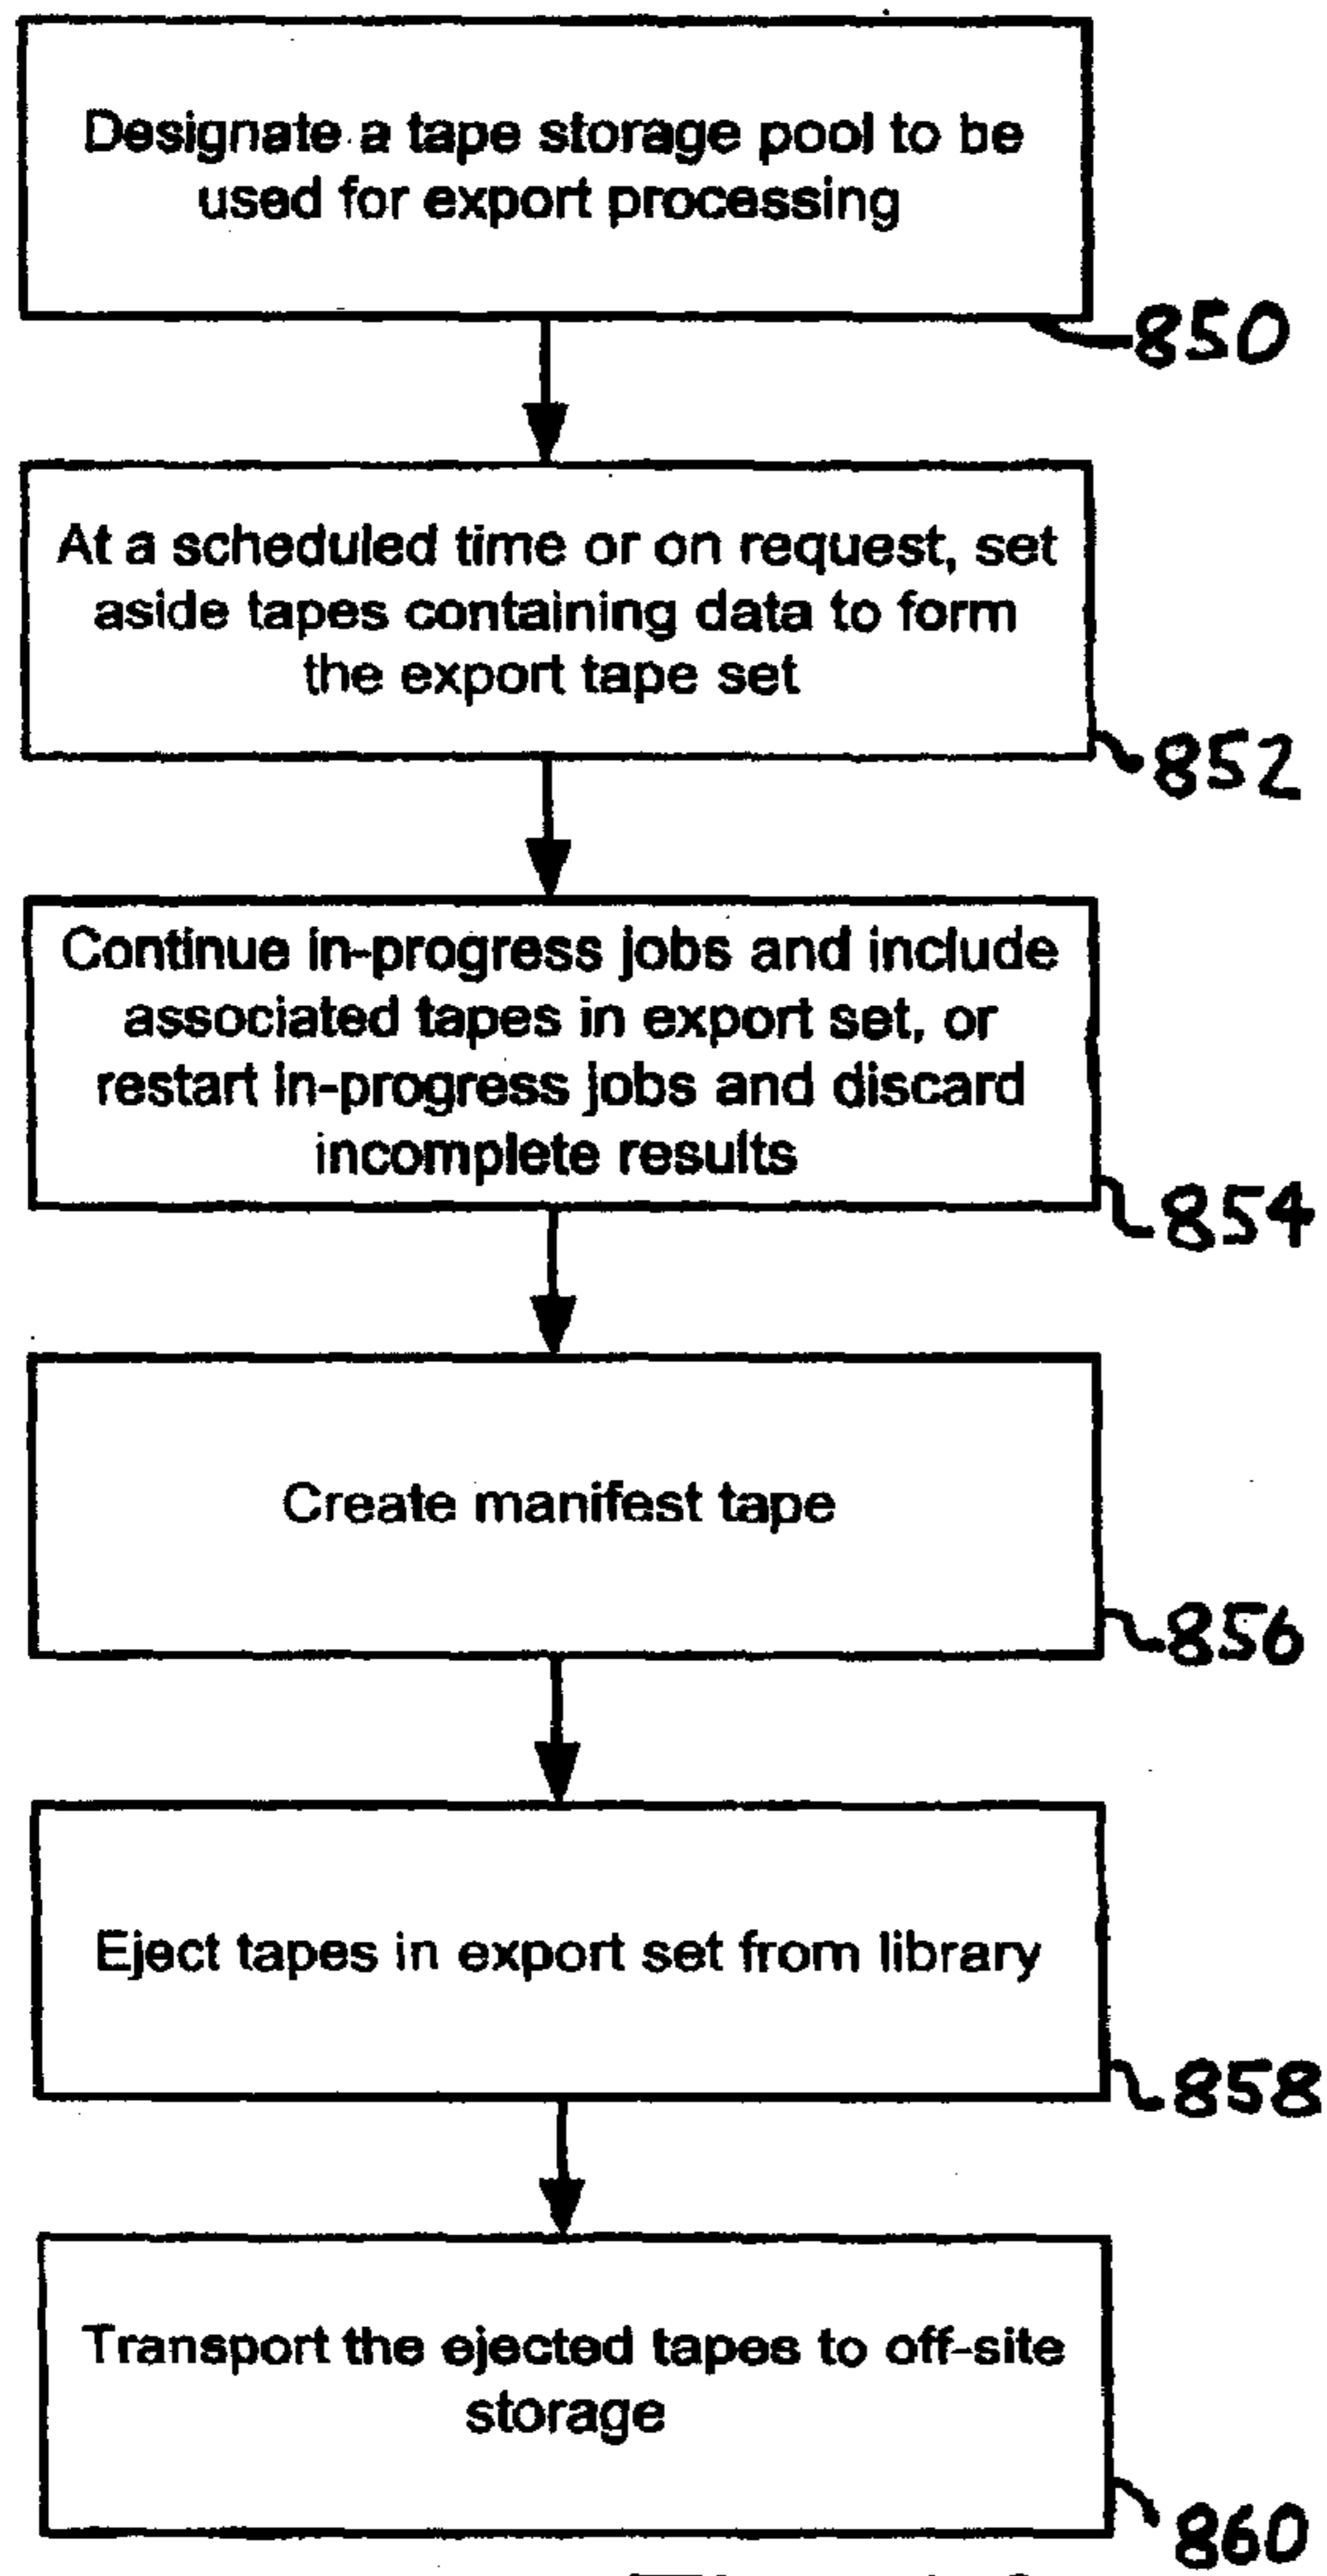 Designate a tape storage pool to be
used for export processing
850
At a scheduled time or on request, set
aside tapes containing data to form
the export tape set
852
Continue in-progress jobs and include
associated tapes in export set, or
restart in-progress jobs and discard
incomplete results
854
Create manifest tape
856
Eject tapes in export set from library
858
Transport the ejected tapes to off-site
storage
860